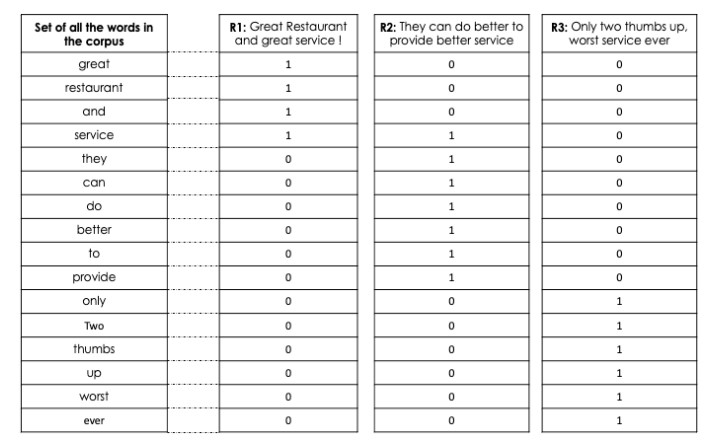 Set of all the words in the corpus | R1: Great Restaurant and great service ! | R2: They can do better to provide better service | R3: Only two thumbs up, worst service ever
great 1 0 0
restaurant 1 0 0
and 1 0 0
service 1 1 0
they 0 1 0
can 0 1 0
do 0 1 0
better 0 1 0
to 0 1 0
provide 0 1 0
only 0 0 1
Two 0 0 1
thumbs 0 0 1
up 0 0 1
worst 0 0 1
ever 0 0 1